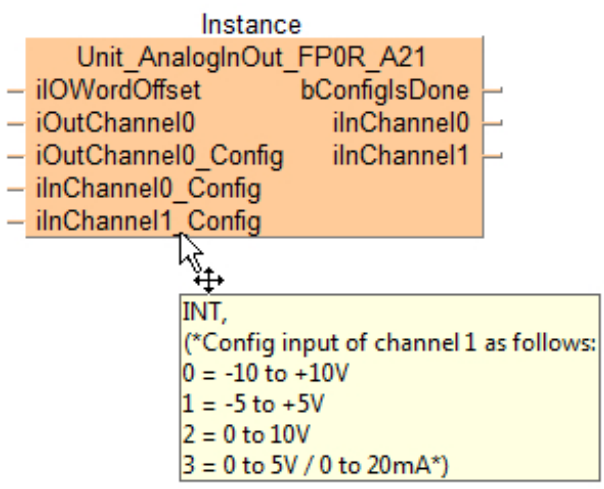 Instance
Unit_AnalogInOut_FP0R_A21
iIOWordOffset bConfigIsDone
iOutChannel0 iInChannel0
iOutChannel0_Config iInChannel1
iInChannel0_Config
iInChannel1_Config
INT,
(*Config input of channel 1 as follows:
0 = -10 to +10V
1 = -5 to +5V
2 = 0 to 10V
3 = 0 to 5V / 0 to 20mA*)